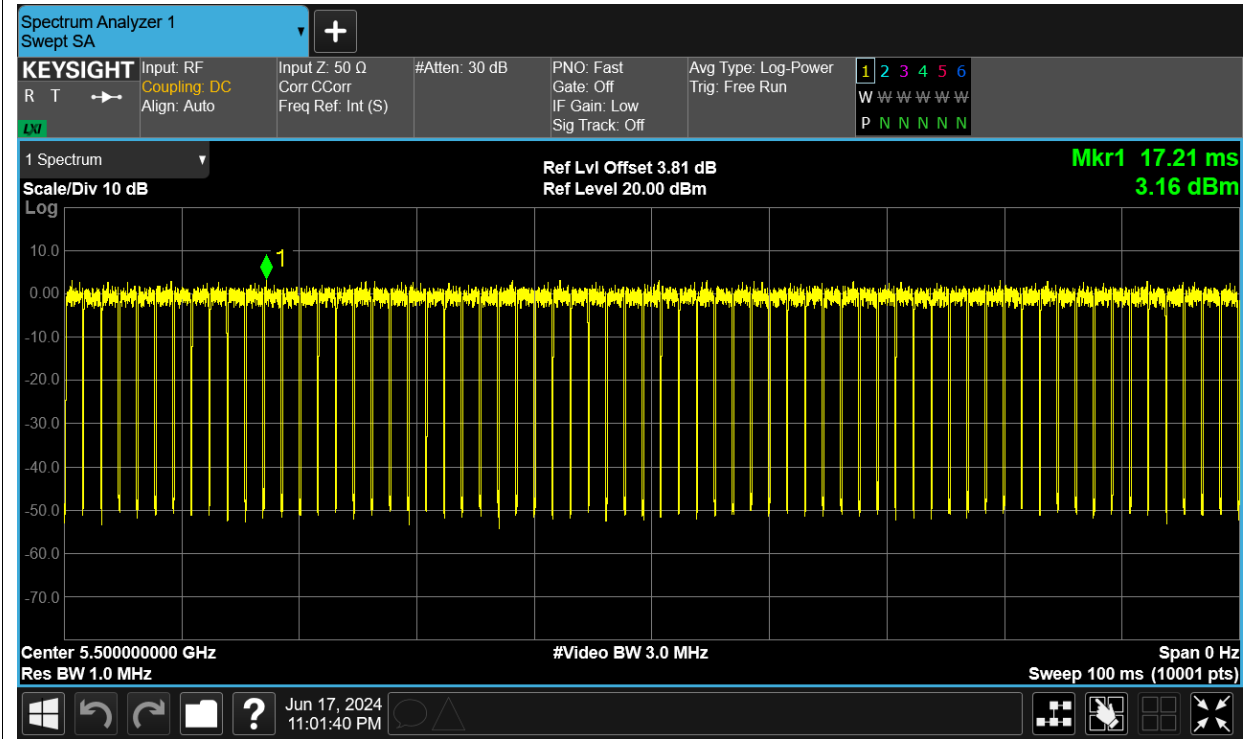 Spectrum Analyzer 1
Swept SA
+
KEYSIGHT
R T
LXI
Input: RF
Coupling: DC
Align: Auto
Input Z: 50 Ω
Corr CCorr
Freq Ref: Int (S)
#Atten: 30 dB
PNO: Fast
Gate: Off
IF Gain: Low
Sig Track: Off
Avg Type: Log-Power
Trig: Free Run
1 2 3 4 5 6
W W W W W W
P N N N N N
1 Spectrum
Scale/Div 10 dB
Ref Lvl Offset 3.81 dB
Ref Level 20.00 dBm
Mkr1 17.21 ms
3.16 dBm
Log
10.0
1
0.00
-10.0
-20.0
-30.0
-40.0
-50.0
-60.0
-70.0
Center 5.500000000 GHz
Res BW 1.0 MHz
#Video BW 3.0 MHz
Span 0 Hz
Sweep 100 ms (10001 pts)
?
Jun 17, 2024
11:01:40 PM